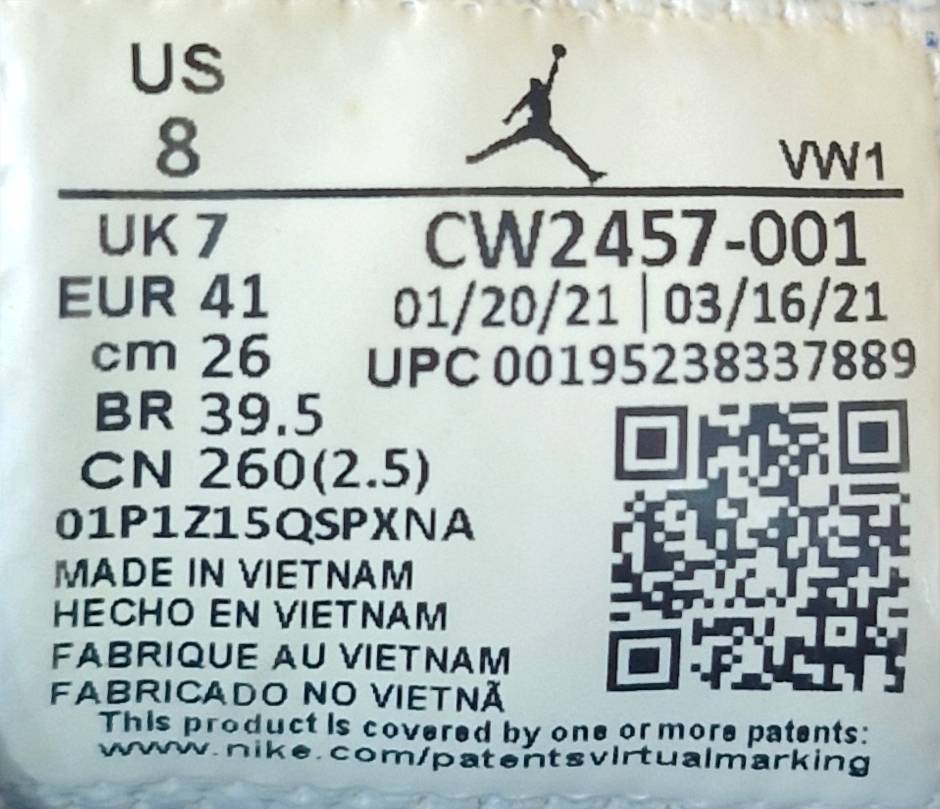 US
8
VW1
UK 7
CW2457-001
EUR 41
01/20/21 | 03/16/21
cm 26
UPC 00195238337889
BR 39.5
CN 260(2.5)
01P1Z15QSPXNA
MADE IN VIETNAM
HECHO EN VIETNAM
FABRIQUE AU VIETNAM
FABRICADO NO VIETNÃ
This product is covered by one or more patents:
www.nike.com/patentsvirtualmarking